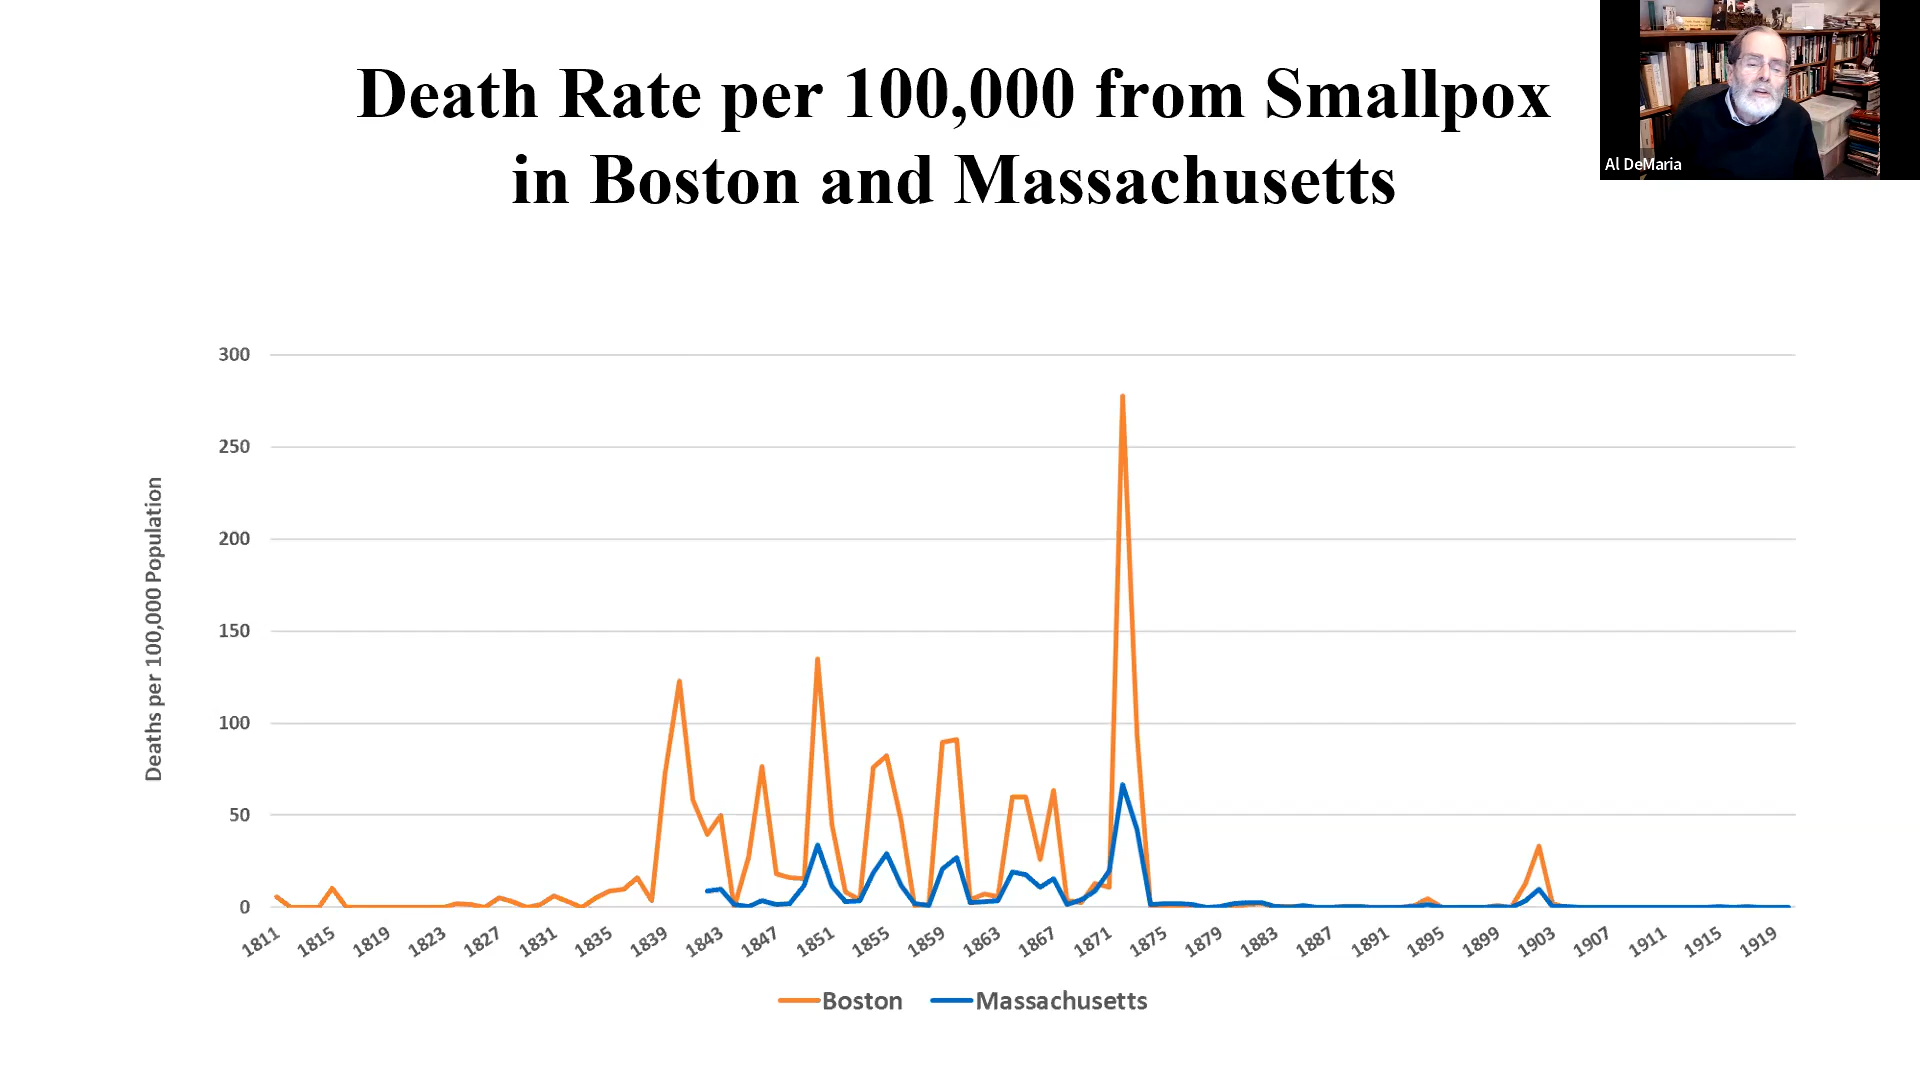 Death Rate per 100,000 from Smallpox
in Boston and Massachusetts
Al DeMaria
Deaths per 100,000 Population
300
250
200
150
100
50
0
1811 1815 1819 1823 1827 1831 1835 1839 1843 1847 1851 1855 1859 1863 1867 1871 1875 1879 1883 1887 1891 1895 1899 1903 1907 1911 1915 1919
Boston Massachusetts